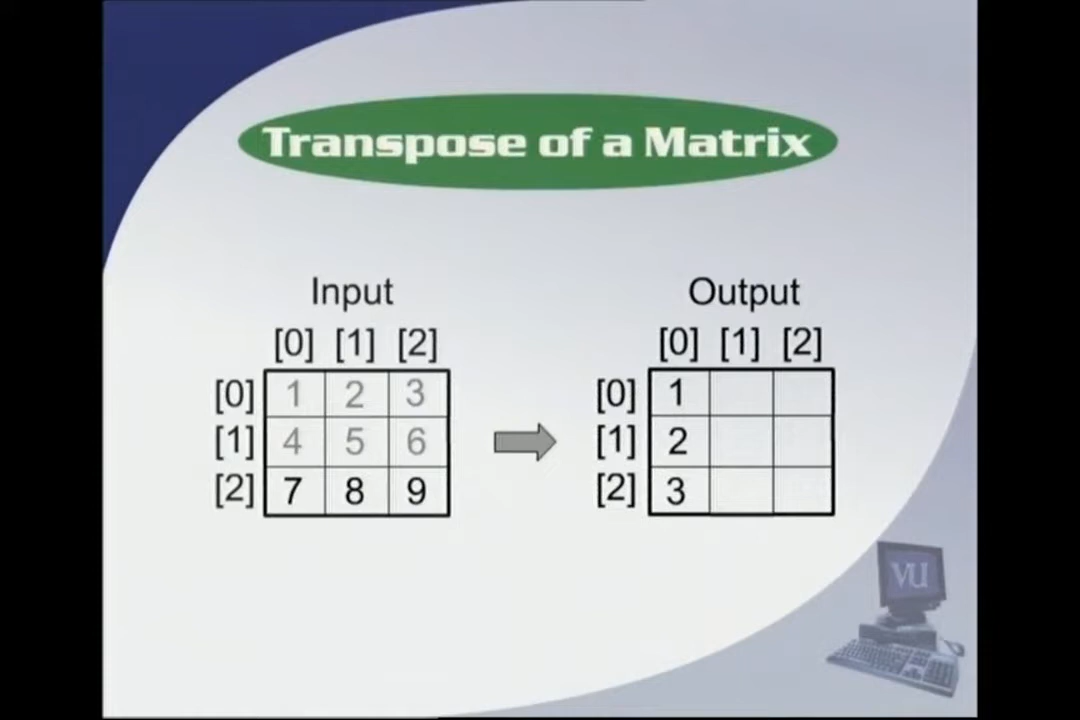 Transpose of a Matrix
Input
[0] [1] [2]
[0] 1 2 3
[1] 4 5 6
[2] 7 8 9
Output
[0] [1] [2]
[0] 1
[1] 2
[2] 3
VU